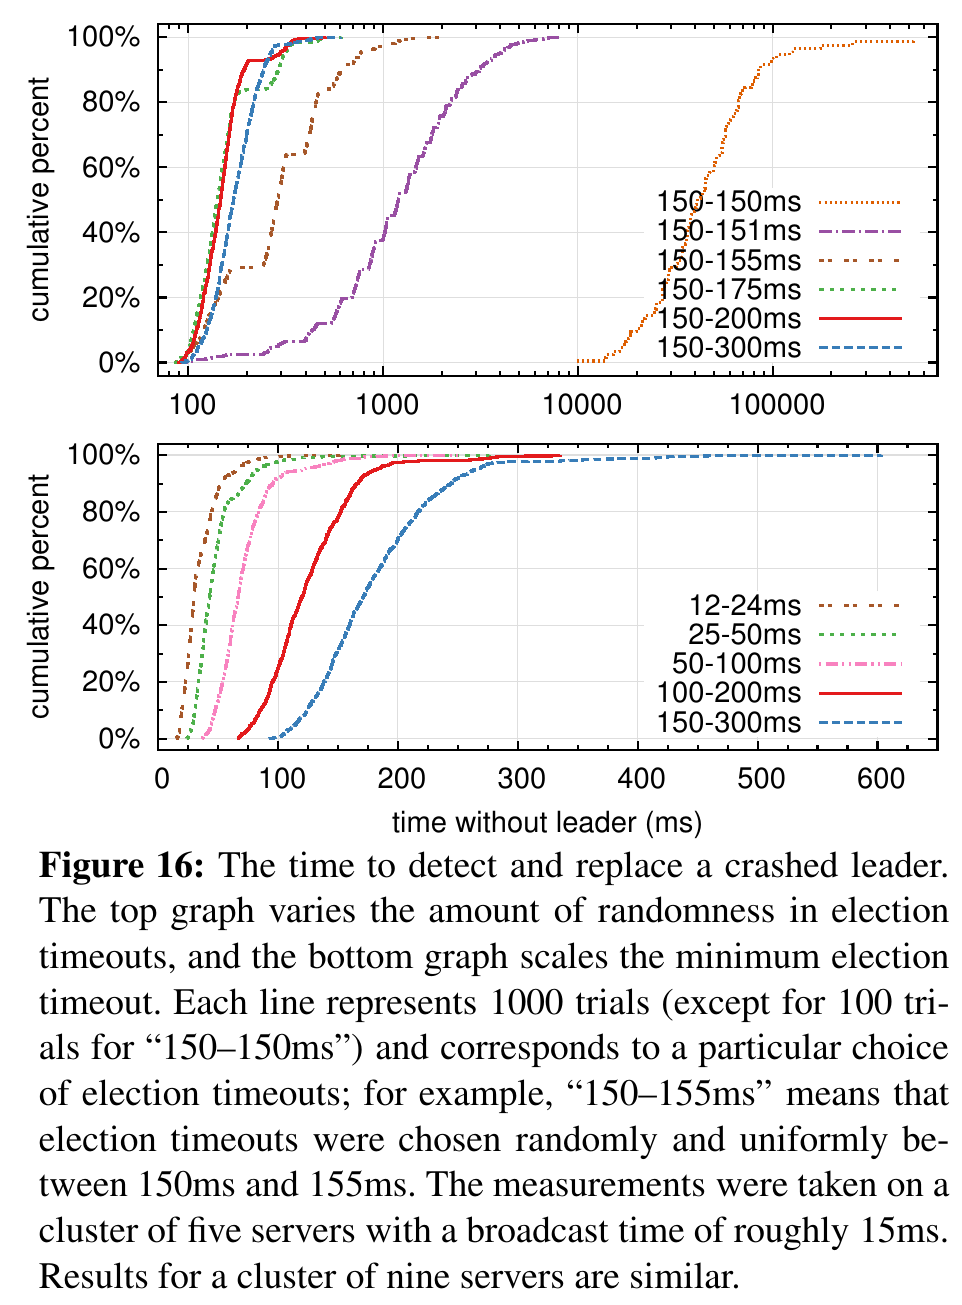 100%
80%
60%
40%
20%
0%
cumulative percent
150-150ms
150-151ms
150-155ms
150-175ms
150-200ms
150-300ms
100 1000 10000 100000
100%
80%
60%
40%
20%
0%
cumulative percent
12-24ms
25-50ms
50-100ms
100-200ms
150-300ms
0 100 200 300 400 500 600
time without leader (ms)
Figure 16: The time to detect and replace a crashed leader.
The top graph varies the amount of randomness in election
timeouts, and the bottom graph scales the minimum election
timeout. Each line represents 1000 trials (except for 100 tri-
als for “150–150ms”) and corresponds to a particular choice
of election timeouts; for example, “150–155ms” means that
election timeouts were chosen randomly and uniformly be-
tween 150ms and 155ms. The measurements were taken on a
cluster of five servers with a broadcast time of roughly 15ms.
Results for a cluster of nine servers are similar.